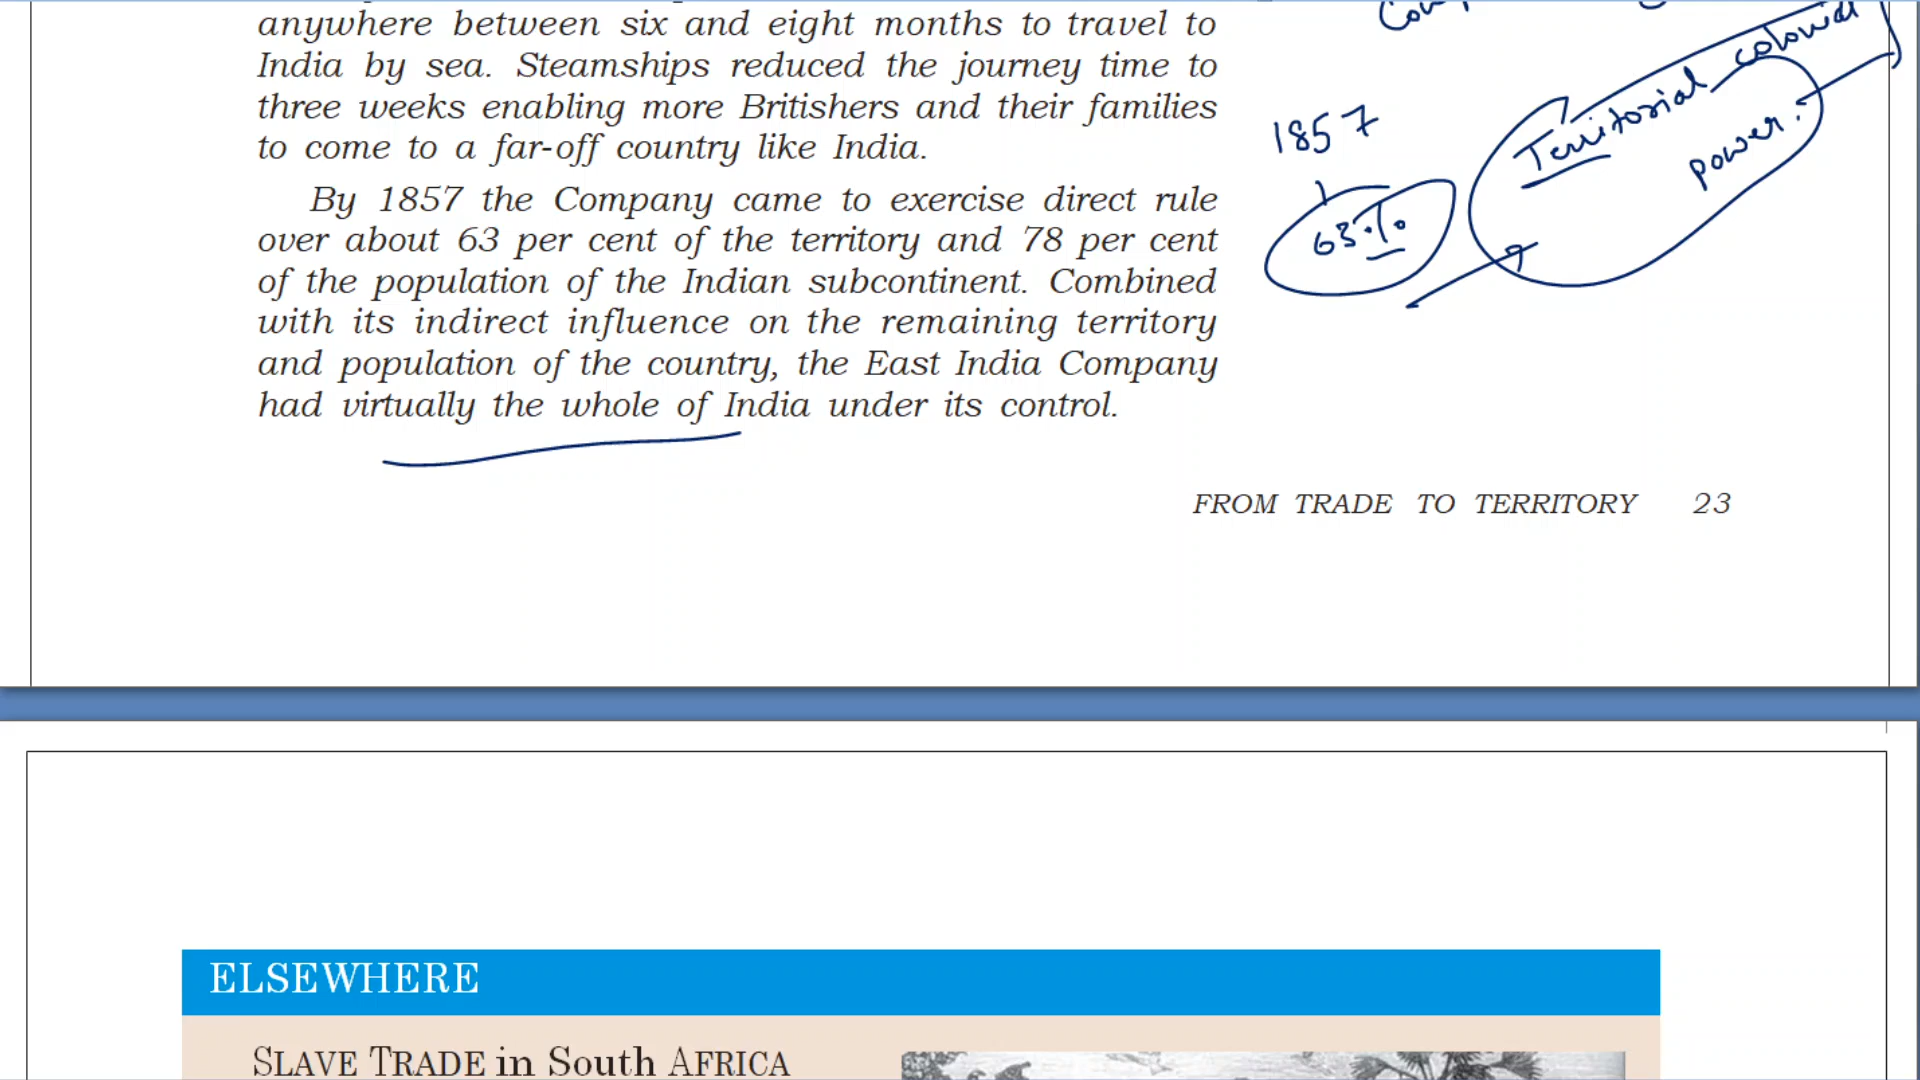 anywhere between six and eight months to travel to
India by sea. Steamships reduced the journey time to
three weeks enabling more Britishers and their families
to come to a far-off country like India.
By 1857 the Company came to exercise direct rule
over about 63 per cent of the territory and 78 per cent
of the population of the Indian subcontinent. Combined
with its indirect influence on the remaining territory
and population of the country, the East India Company
had virtually the whole of India under its control.
1857
63%
Territorial colonial
power.
FROM TRADE TO TERRITORY 23
ELSEWHERE
SLAVE TRADE in South AFRICA